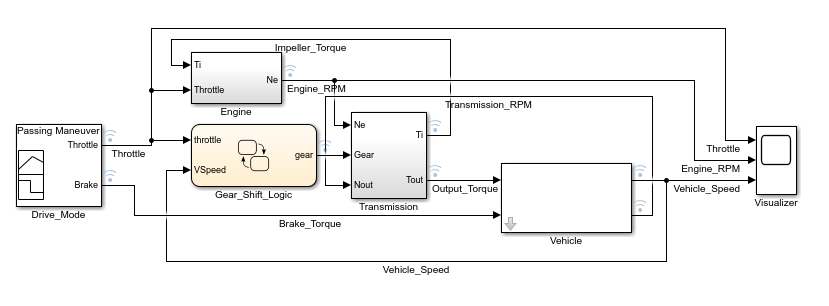 Impeller_Torque
Ti
Throttle
Ne
Engine_RPM
Engine
Transmission_RPM
Passing Maneuver
Throttle
Throttle
Brake
Drive_Mode
throttle
VSpeed
gear
Gear_Shift_Logic
Ne
Gear
Nout
Ti
Tout
Transmission
Output_Torque
Brake_Torque
Vehicle
Throttle
Engine_RPM
Vehicle_Speed
Visualizer
Vehicle_Speed